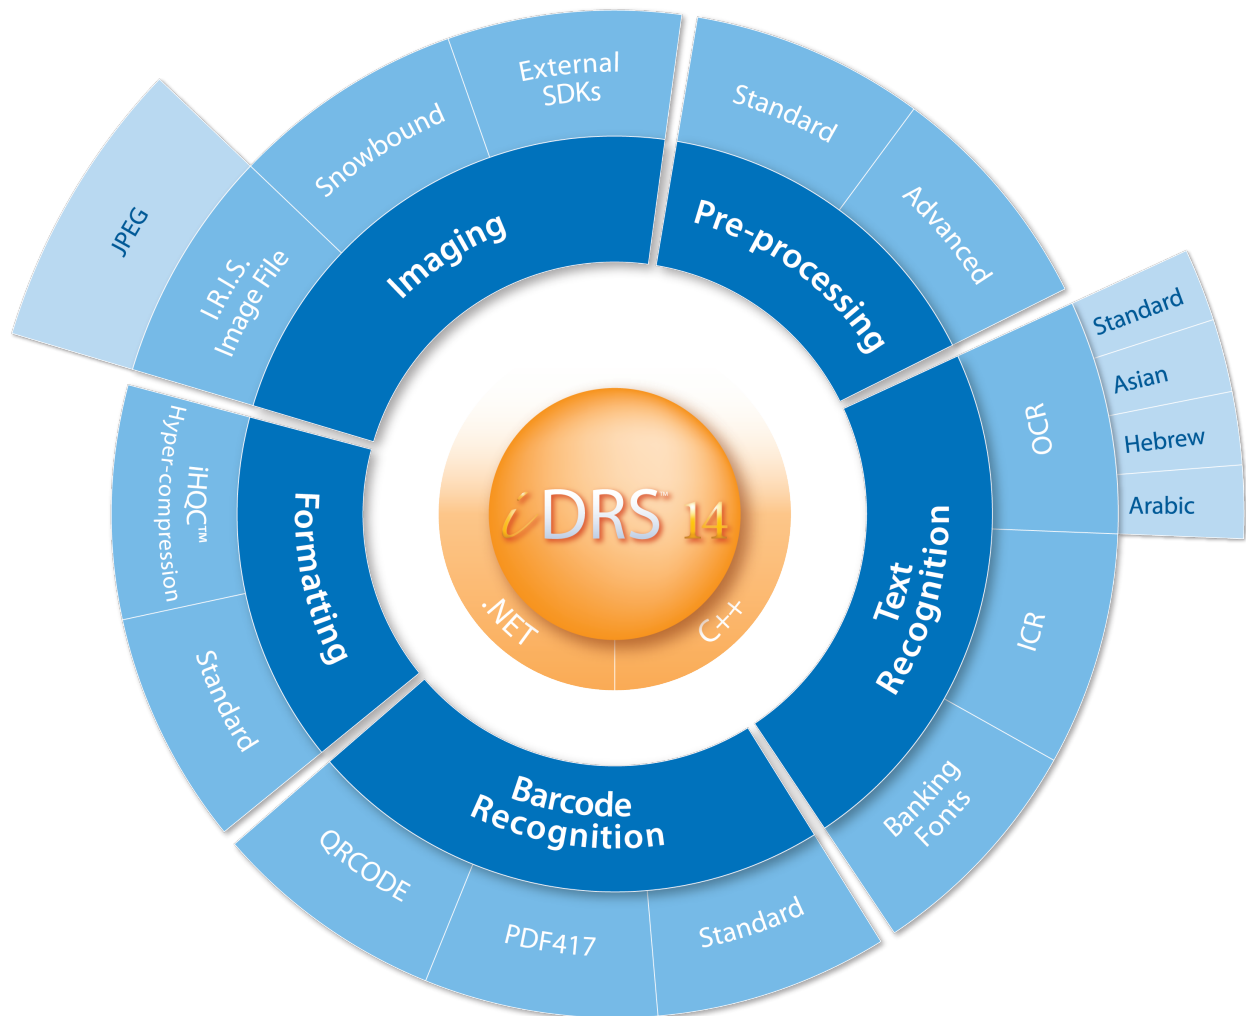 External
SDKs
Snowbound
I.R.I.S.
Image File
JPEG
Imaging
Standard
Advanced
Pre-processing
Standard
Asian
Hebrew
Arabic
OCR
ICR
Banking
Fonts
Text
Recognition
Standard
PDF417
QRCODE
Barcode
Recognition
Standard
iHQC™
Hyper-compression
Formatting
iDRS™ 14
.NET
C++